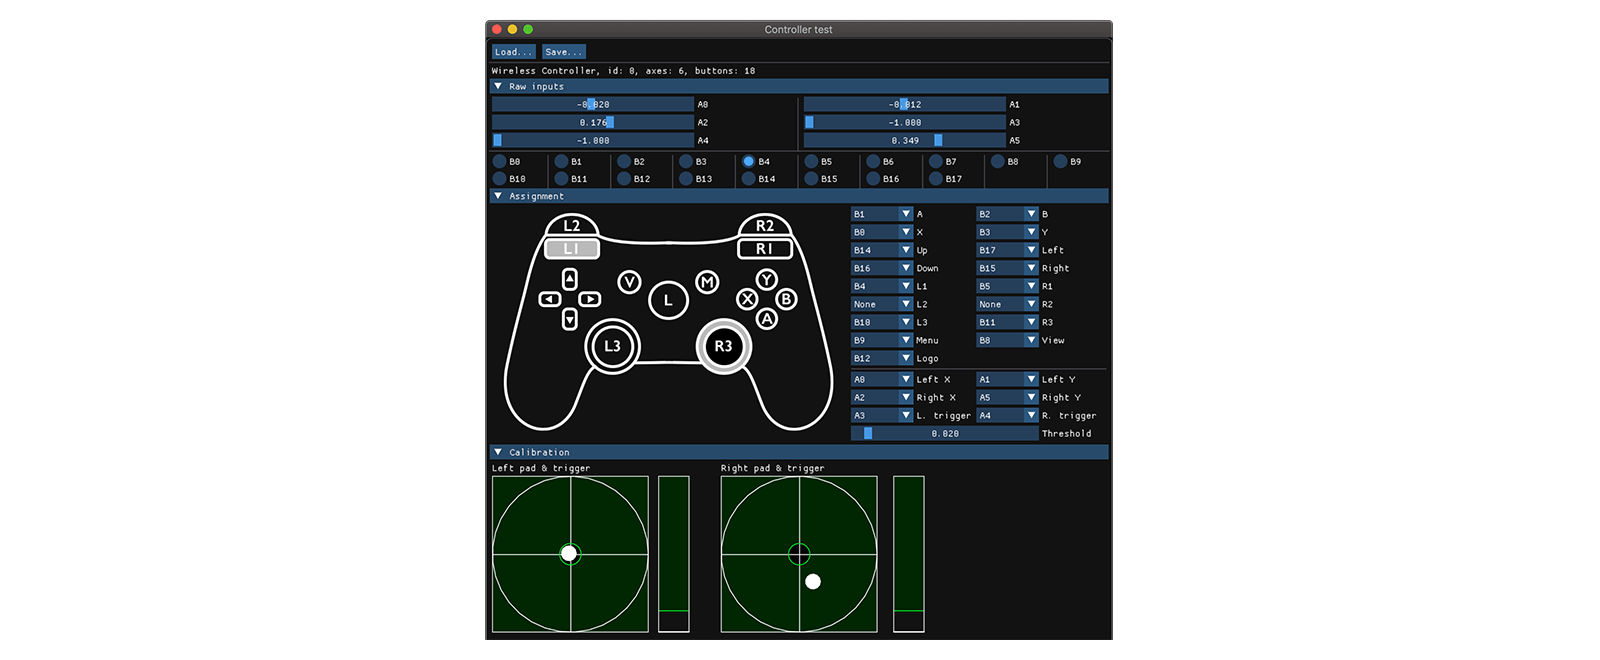 Controller test
Load... Save...
Wireless Controller, id: 0, axes: 6, buttons: 18
Raw inputs
-0.020 A0 -0.012 A1
0.176 A2 -1.000 A3
-1.000 A4 0.349 A5
B0 B1 B2 B3 B4 B5 B6 B7 B8 B9
B10 B11 B12 B13 B14 B15 B16 B17
Assignment
L2 R2
L1 R1
V M Y
L X B
A
L3 R3
B1 A B2 B
B0 X B3 Y
B14 Up B17 Left
B16 Down B15 Right
B4 L1 B5 R1
None L2 None R2
B10 L3 B11 R3
B9 Menu B8 View
B12 Logo
A0 Left X A1 Left Y
A2 Right X A5 Right Y
A3 L. trigger A4 R. trigger
0.020 Threshold
Calibration
Left pad & trigger Right pad & trigger